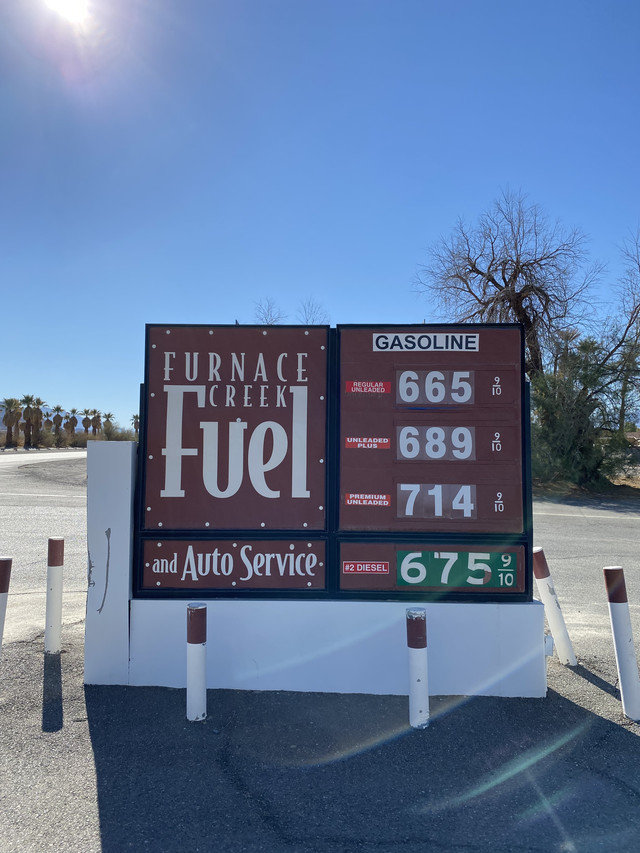 FURNACE
CREEK
Fuel
and Auto Service
GASOLINE
REGULAR
UNLEADED
665 9/10
UNLEADED
PLUS
689 9/10
PREMIUM
UNLEADED
714 9/10
#2 DIESEL 675 9/10